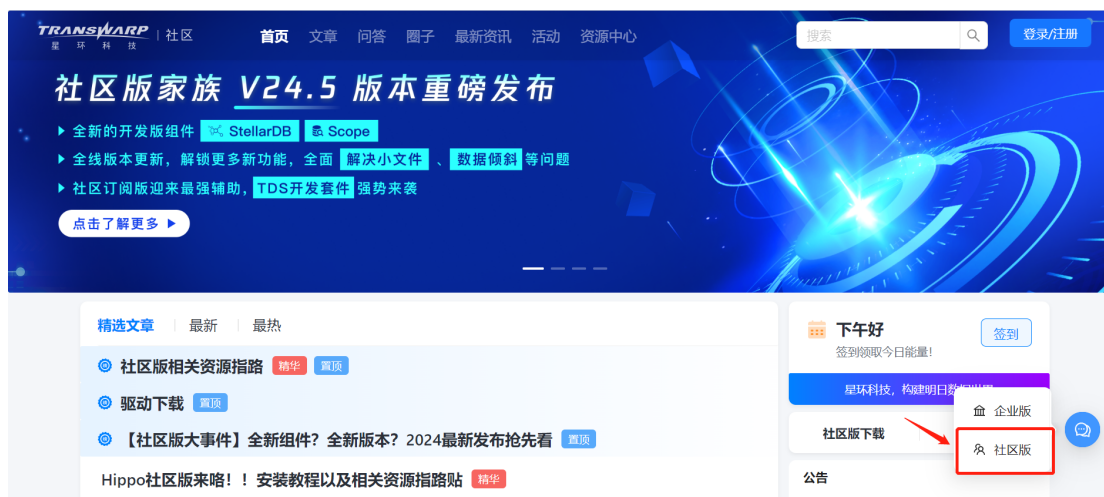 TRANSWARP 星环科技 | 社区 首页 文章 问答 圈子 最新资讯 活动 资源中心 搜索 登录/注册
社区版家族 V24.5 版本重磅发布
全新的开发版组件 StellarDB Scope
全线版本更新，解锁更多新功能，全面 解决小文件 、 数据倾斜 等问题
社区订阅版迎来最强辅助，TDS开发套件 强势来袭
点击了解更多
精选文章 最新 最热
社区版相关资源指路 精华 置顶
驱动下载 置顶
【社区版大事件】全新组件？全新版本？2024最新发布抢先看 置顶
Hippo社区版来咯！！安装教程以及相关资源指路贴 精华
下午好
签到领取今日能量!
签到
星环科技，构建明日数
企业版
社区版下载
社区版
公告